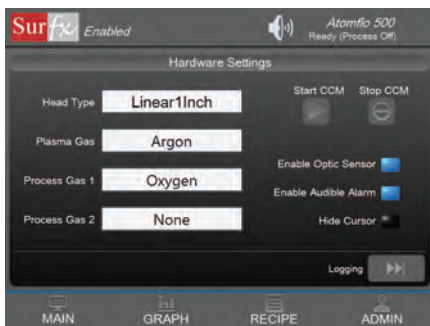 Surfx Enabled
Atomflo 500
Ready (Process Off)
Hardware Settings
Head Type Linear1Inch
Plasma Gas Argon
Process Gas 1 Oxygen
Process Gas 2 None
Start CCM Stop CCM
Enable Optic Sensor
Enable Audible Alarm
Hide Cursor
Logging
MAIN GRAPH RECIPE ADMIN